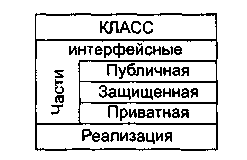 КЛАСС
интерфейсные
Части
Публичная
Защищенная
Приватная
Реализация